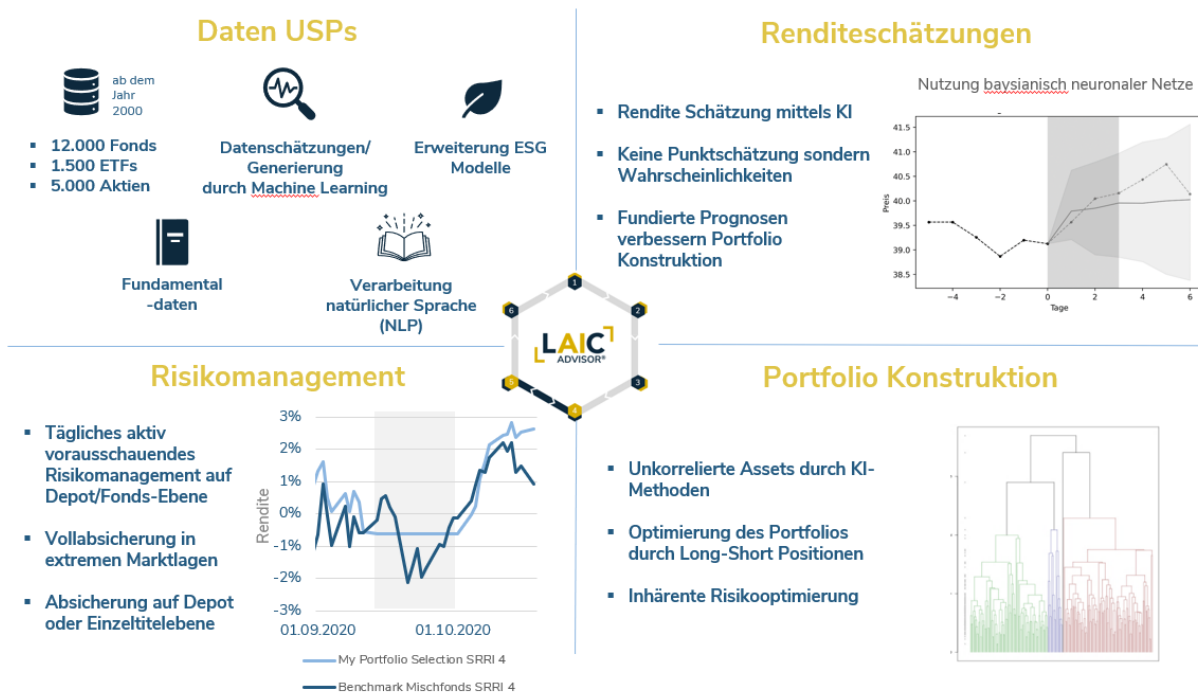 Daten USPs
ab dem
Jahr
2000
▪ 12.000 Fonds
▪ 1.500 ETFs
▪ 5.000 Aktien
Datenschätzungen/
Generierung
durch Machine Learning
Erweiterung ESG
Modelle
Fundamental
-daten
Verarbeitung
natürlicher Sprache
(NLP)
Renditeschätzungen
▪ Rendite Schätzung mittels KI
▪ Keine Punktschätzung sondern
Wahrscheinlichkeiten
▪ Fundierte Prognosen
verbessern Portfolio
Konstruktion
Nutzung baysianisch neuronaler Netze
41.5
41.0
40.5
40.0
39.5
39.0
38.5
Preis
−4
−2
0
2
4
6
Tage
1
2
3
4
5
6
LAIC
ADVISOR®
Risikomanagement
▪ Tägliches aktiv
vorausschauendes
Risikomanagement auf
Depot/Fonds-Ebene
▪ Vollabsicherung in
extremen Marktlagen
▪ Absicherung auf Depot
oder Einzeltitelebene
Rendite
3%
2%
1%
0%
-1%
-2%
-3%
01.09.2020
01.10.2020
My Portfolio Selection SRRI 4
Benchmark Mischfonds SRRI 4
Portfolio Konstruktion
▪ Unkorrelierte Assets durch KI-
Methoden
▪ Optimierung des Portfolios
durch Long-Short Positionen
▪ Inhärente Risikooptimierung